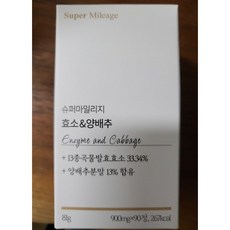 Super Mileage
슈퍼마일리지
효소&양배추
Enzyme and Cabbage
+ 13종곡물발효효소 33.34%
+ 양배추분말 13% 함유
81g
900mg×90정, 267kcal